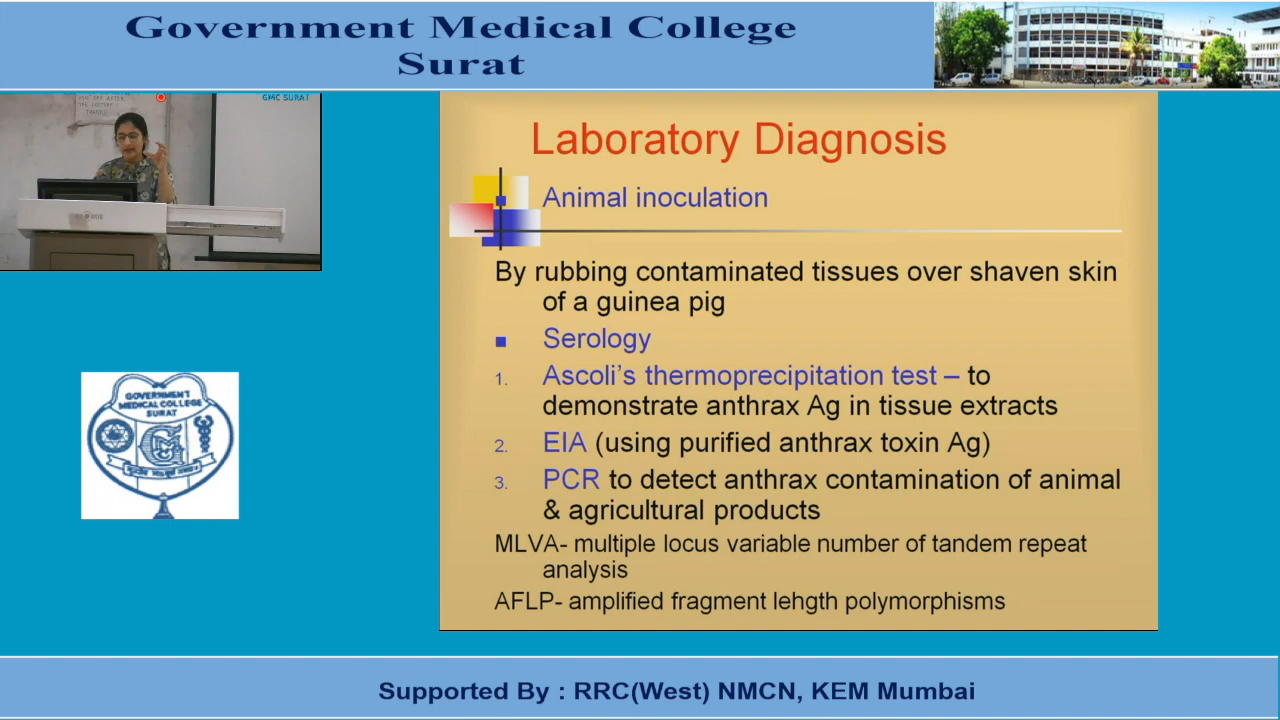 Government Medical College
Surat
THE LECTURE
THANKS
GMC SURAT
Laboratory Diagnosis
Animal inoculation
By rubbing contaminated tissues over shaven skin
of a guinea pig
Serology
1. Ascoli’s thermoprecipitation test – to
demonstrate anthrax Ag in tissue extracts
2. EIA (using purified anthrax toxin Ag)
3. PCR to detect anthrax contamination of animal
& agricultural products
MLVA- multiple locus variable number of tandem repeat
analysis
AFLP- amplified fragment lehgth polymorphisms
GOVERNMENT
MEDICAL COLLEGE
SURAT
Supported By : RRC(West) NMCN, KEM Mumbai